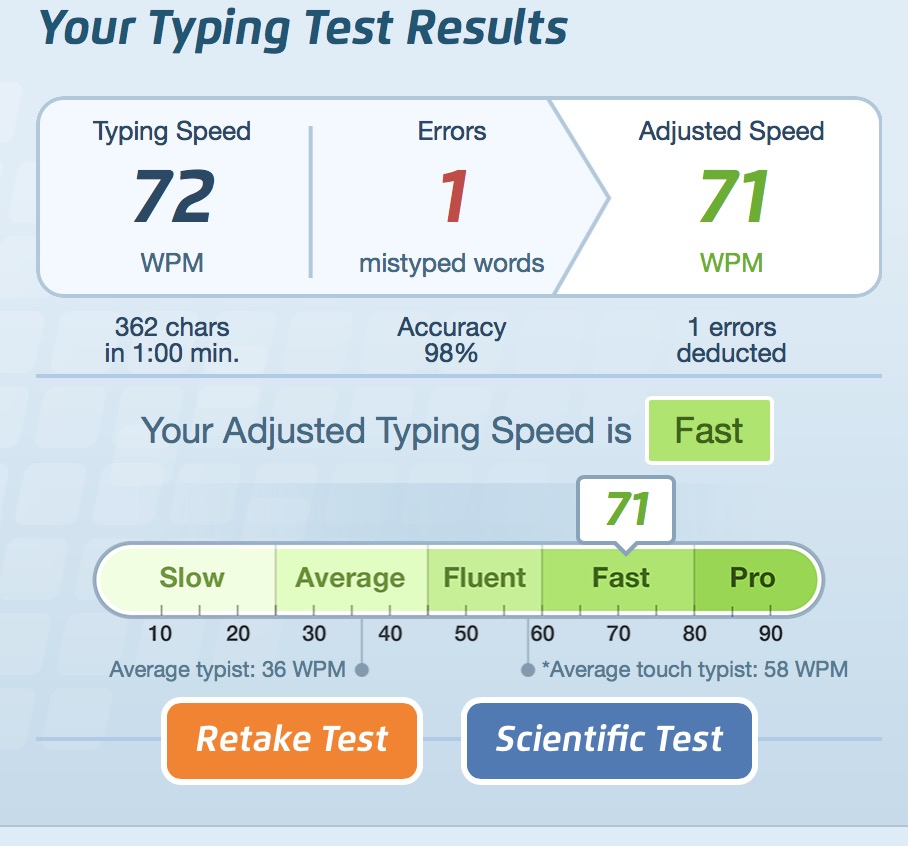 Your Typing Test Results
Typing Speed
Errors
Adjusted Speed
72
1
71
WPM
mistyped words
WPM
362 chars
in 1:00 min.
Accuracy
98%
1 errors
deducted
Your Adjusted Typing Speed is Fast
71
Slow Average Fluent Fast Pro
10 20 30 40 50 60 70 80 90
Average typist: 36 WPM
*Average touch typist: 58 WPM
Retake Test
Scientific Test